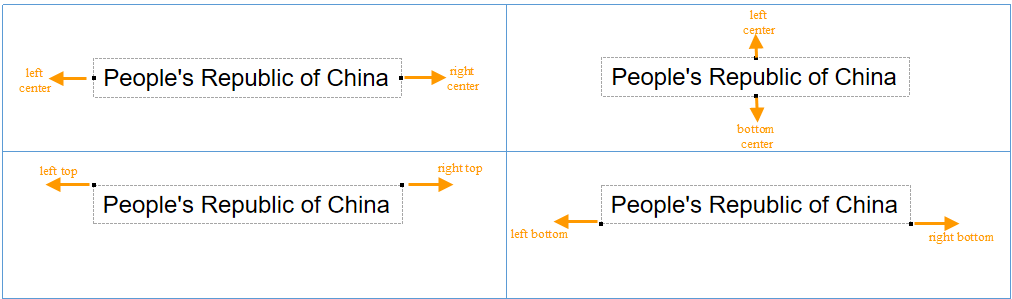 left
center
People's Republic of China
right
center
left
center
People's Republic of China
bottom
center
left top
right top
People's Republic of China
People's Republic of China
left bottom
right bottom